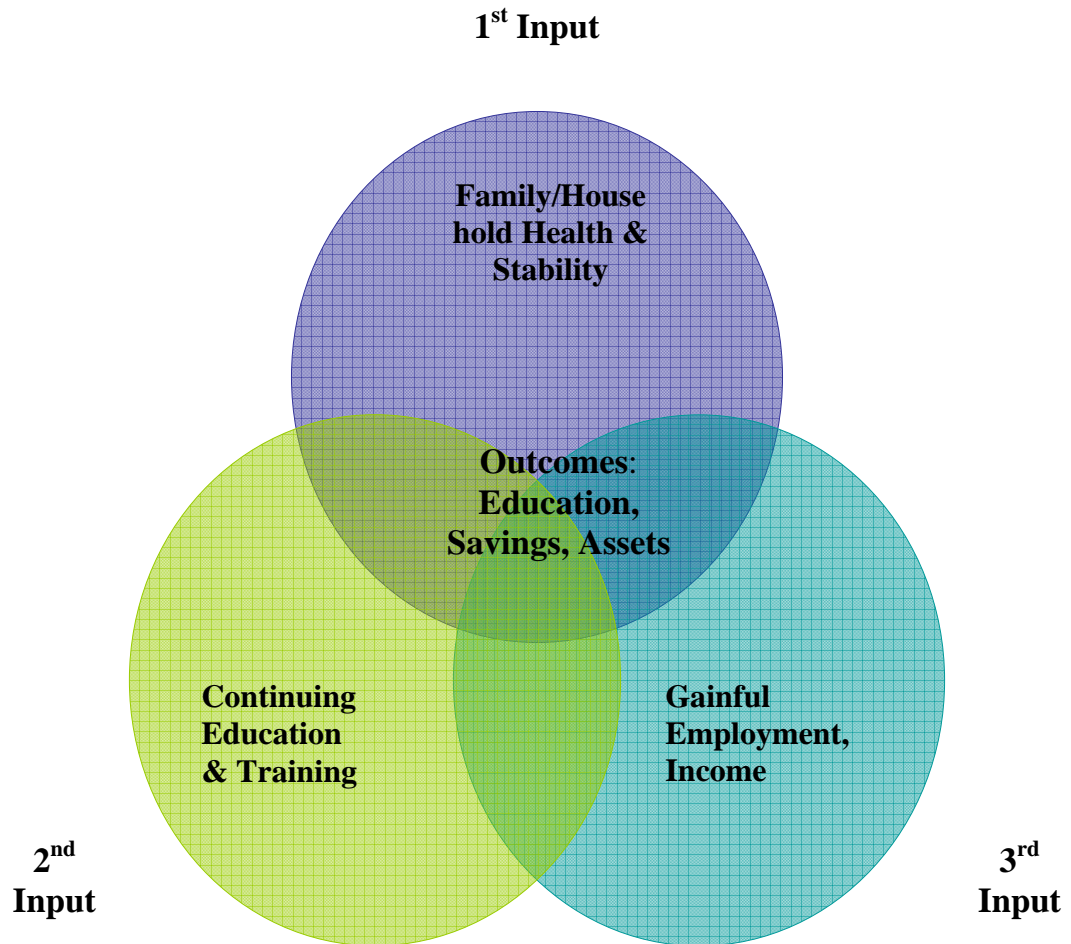 1st Input
Family/House
hold Health &
Stability
Outcomes:
Education,
Savings, Assets
Continuing
Education
& Training
Gainful
Employment,
Income
2nd
Input
3rd
Input